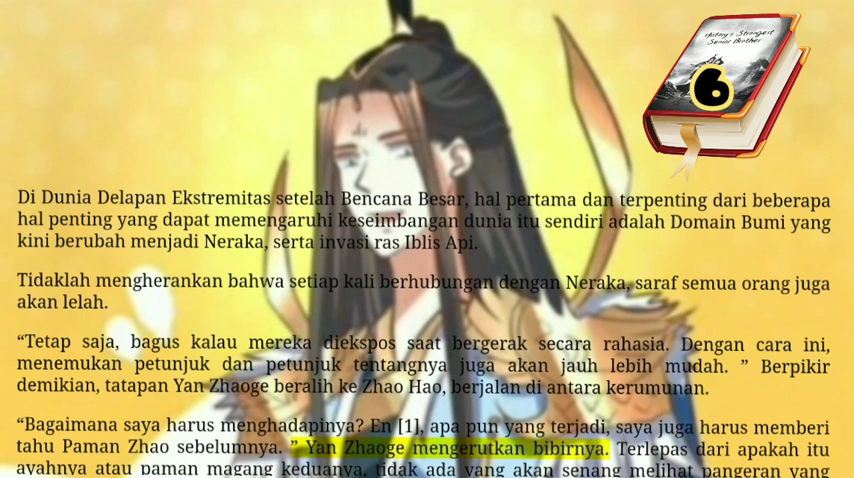 History's Strongest
Senior Brother
6
Di Dunia Delapan Ekstremitas setelah Bencana Besar, hal pertama dan terpenting dari beberapa
hal penting yang dapat memengaruhi keseimbangan dunia itu sendiri adalah Domain Bumi yang
kini berubah menjadi Neraka, serta invasi ras Iblis Api.
Tidaklah mengherankan bahwa setiap kali berhubungan dengan Neraka, saraf semua orang juga
akan lelah.
“Tetap saja, bagus kalau mereka diekspos saat bergerak secara rahasia. Dengan cara ini,
menemukan petunjuk dan petunjuk tentangnya juga akan jauh lebih mudah. ” Berpikir
demikian, tatapan Yan Zhaoge beralih ke Zhao Hao, berjalan di antara kerumunan.
“Bagaimana saya harus menghadapinya? En [1], apa pun yang terjadi, saya juga harus memberi
tahu Paman Zhao sebelumnya. ” Yan Zhaoge mengerutkan bibirnya. Terlepas dari apakah itu
ayahnya atau paman magang keduanya, tidak ada yang akan senang melihat pangeran yang